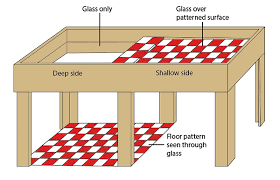 Glass only
Glass over
patterned surface
Deep side
Shallow side
Floor pattern
seen through
glass